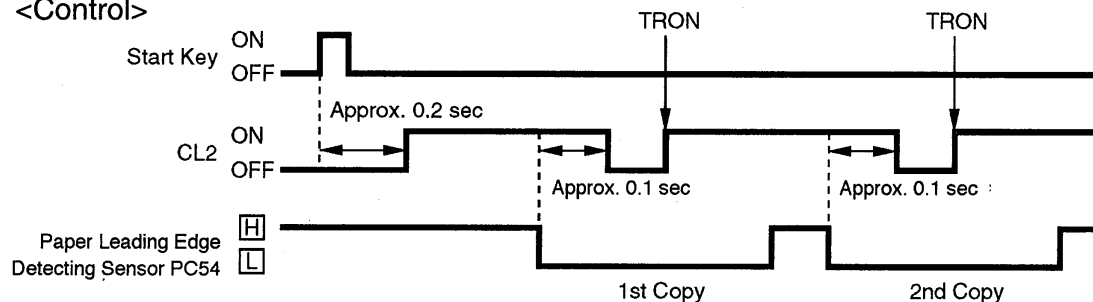 <Control>
TRON TRON
Start Key ON
OFF
Approx. 0.2 sec
CL2 ON
OFF
Approx. 0.1 sec Approx. 0.1 sec
Paper Leading Edge H
Detecting Sensor PC54 L
1st Copy 2nd Copy